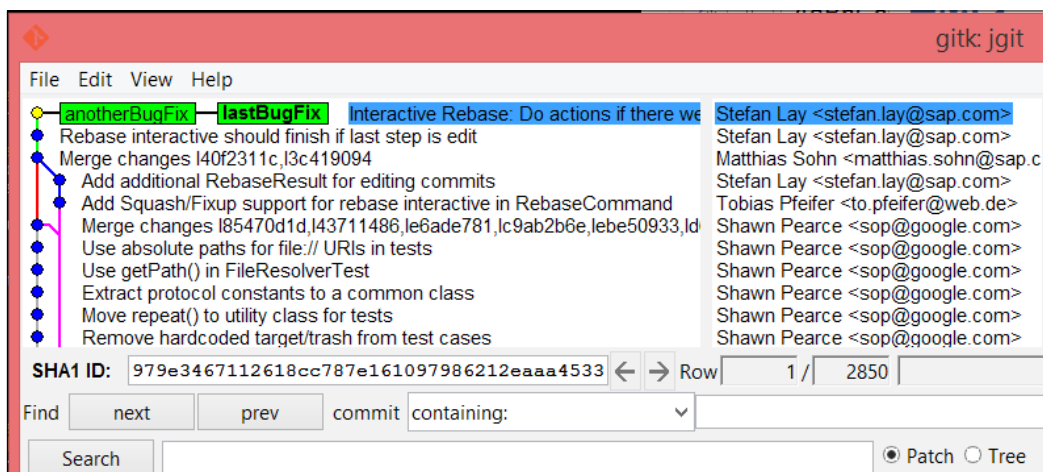 gitk: jgit
File Edit View Help
anotherBugFix lastBugFix Interactive Rebase: Do actions if there we Stefan Lay <stefan.lay@sap.com>
Rebase interactive should finish if last step is edit Stefan Lay <stefan.lay@sap.com>
Merge changes I40f2311c,I3c419094 Matthias Sohn <matthias.sohn@sap.c
Add additional RebaseResult for editing commits Stefan Lay <stefan.lay@sap.com>
Add Squash/Fixup support for rebase interactive in RebaseCommand Tobias Pfeifer <to.pfeifer@web.de>
Merge changes I85470d1d,I43711486,Ie6ade781,Ic9ab2b6e,Iebe50933,Id Shawn Pearce <sop@google.com>
Use absolute paths for file:// URIs in tests Shawn Pearce <sop@google.com>
Use getPath() in FileResolverTest Shawn Pearce <sop@google.com>
Extract protocol constants to a common class Shawn Pearce <sop@google.com>
Move repeat() to utility class for tests Shawn Pearce <sop@google.com>
Remove hardcoded target/trash from test cases Shawn Pearce <sop@google.com>
SHA1 ID: 979e3467112618cc787e161097986212eaaa4533 ← → Row 1 / 2850
Find next prev commit containing:
Search Patch Tree